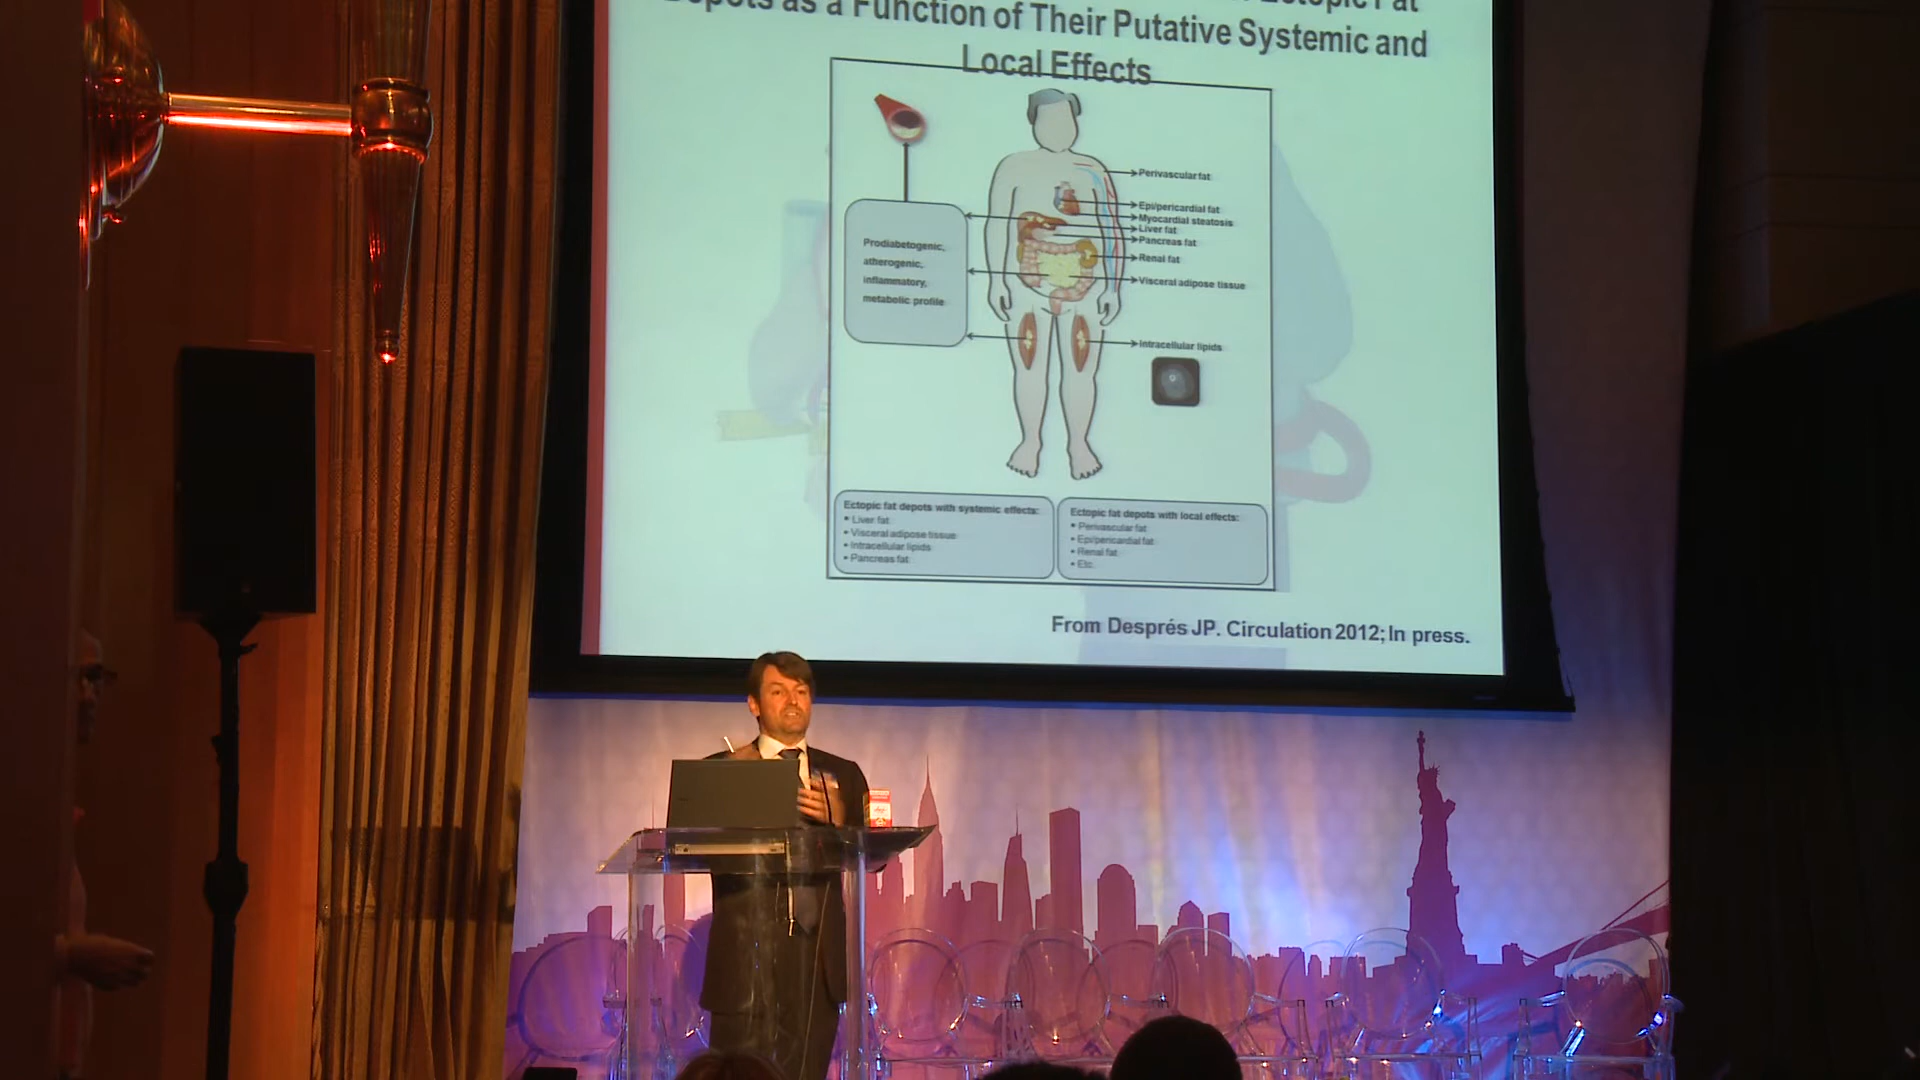 Ectopic Fat
Depots as a Function of Their Putative Systemic and
Local Effects
Perivascular fat
Epi/pericardial fat
Myocardial steatosis
Liver fat
Pancreas fat
Renal fat
Visceral adipose tissue
Intracellular lipids
Prodiabetogenic,
atherogenic,
inflammatory,
metabolic profile
Ectopic fat depots with systemic effects:
• Liver fat
• Visceral adipose tissue
• Intracellular lipids
• Pancreas fat
Ectopic fat depots with local effects:
• Perivascular fat
• Epi/pericardial fat
• Renal fat
• Etc.
From Després JP. Circulation 2012; In press.